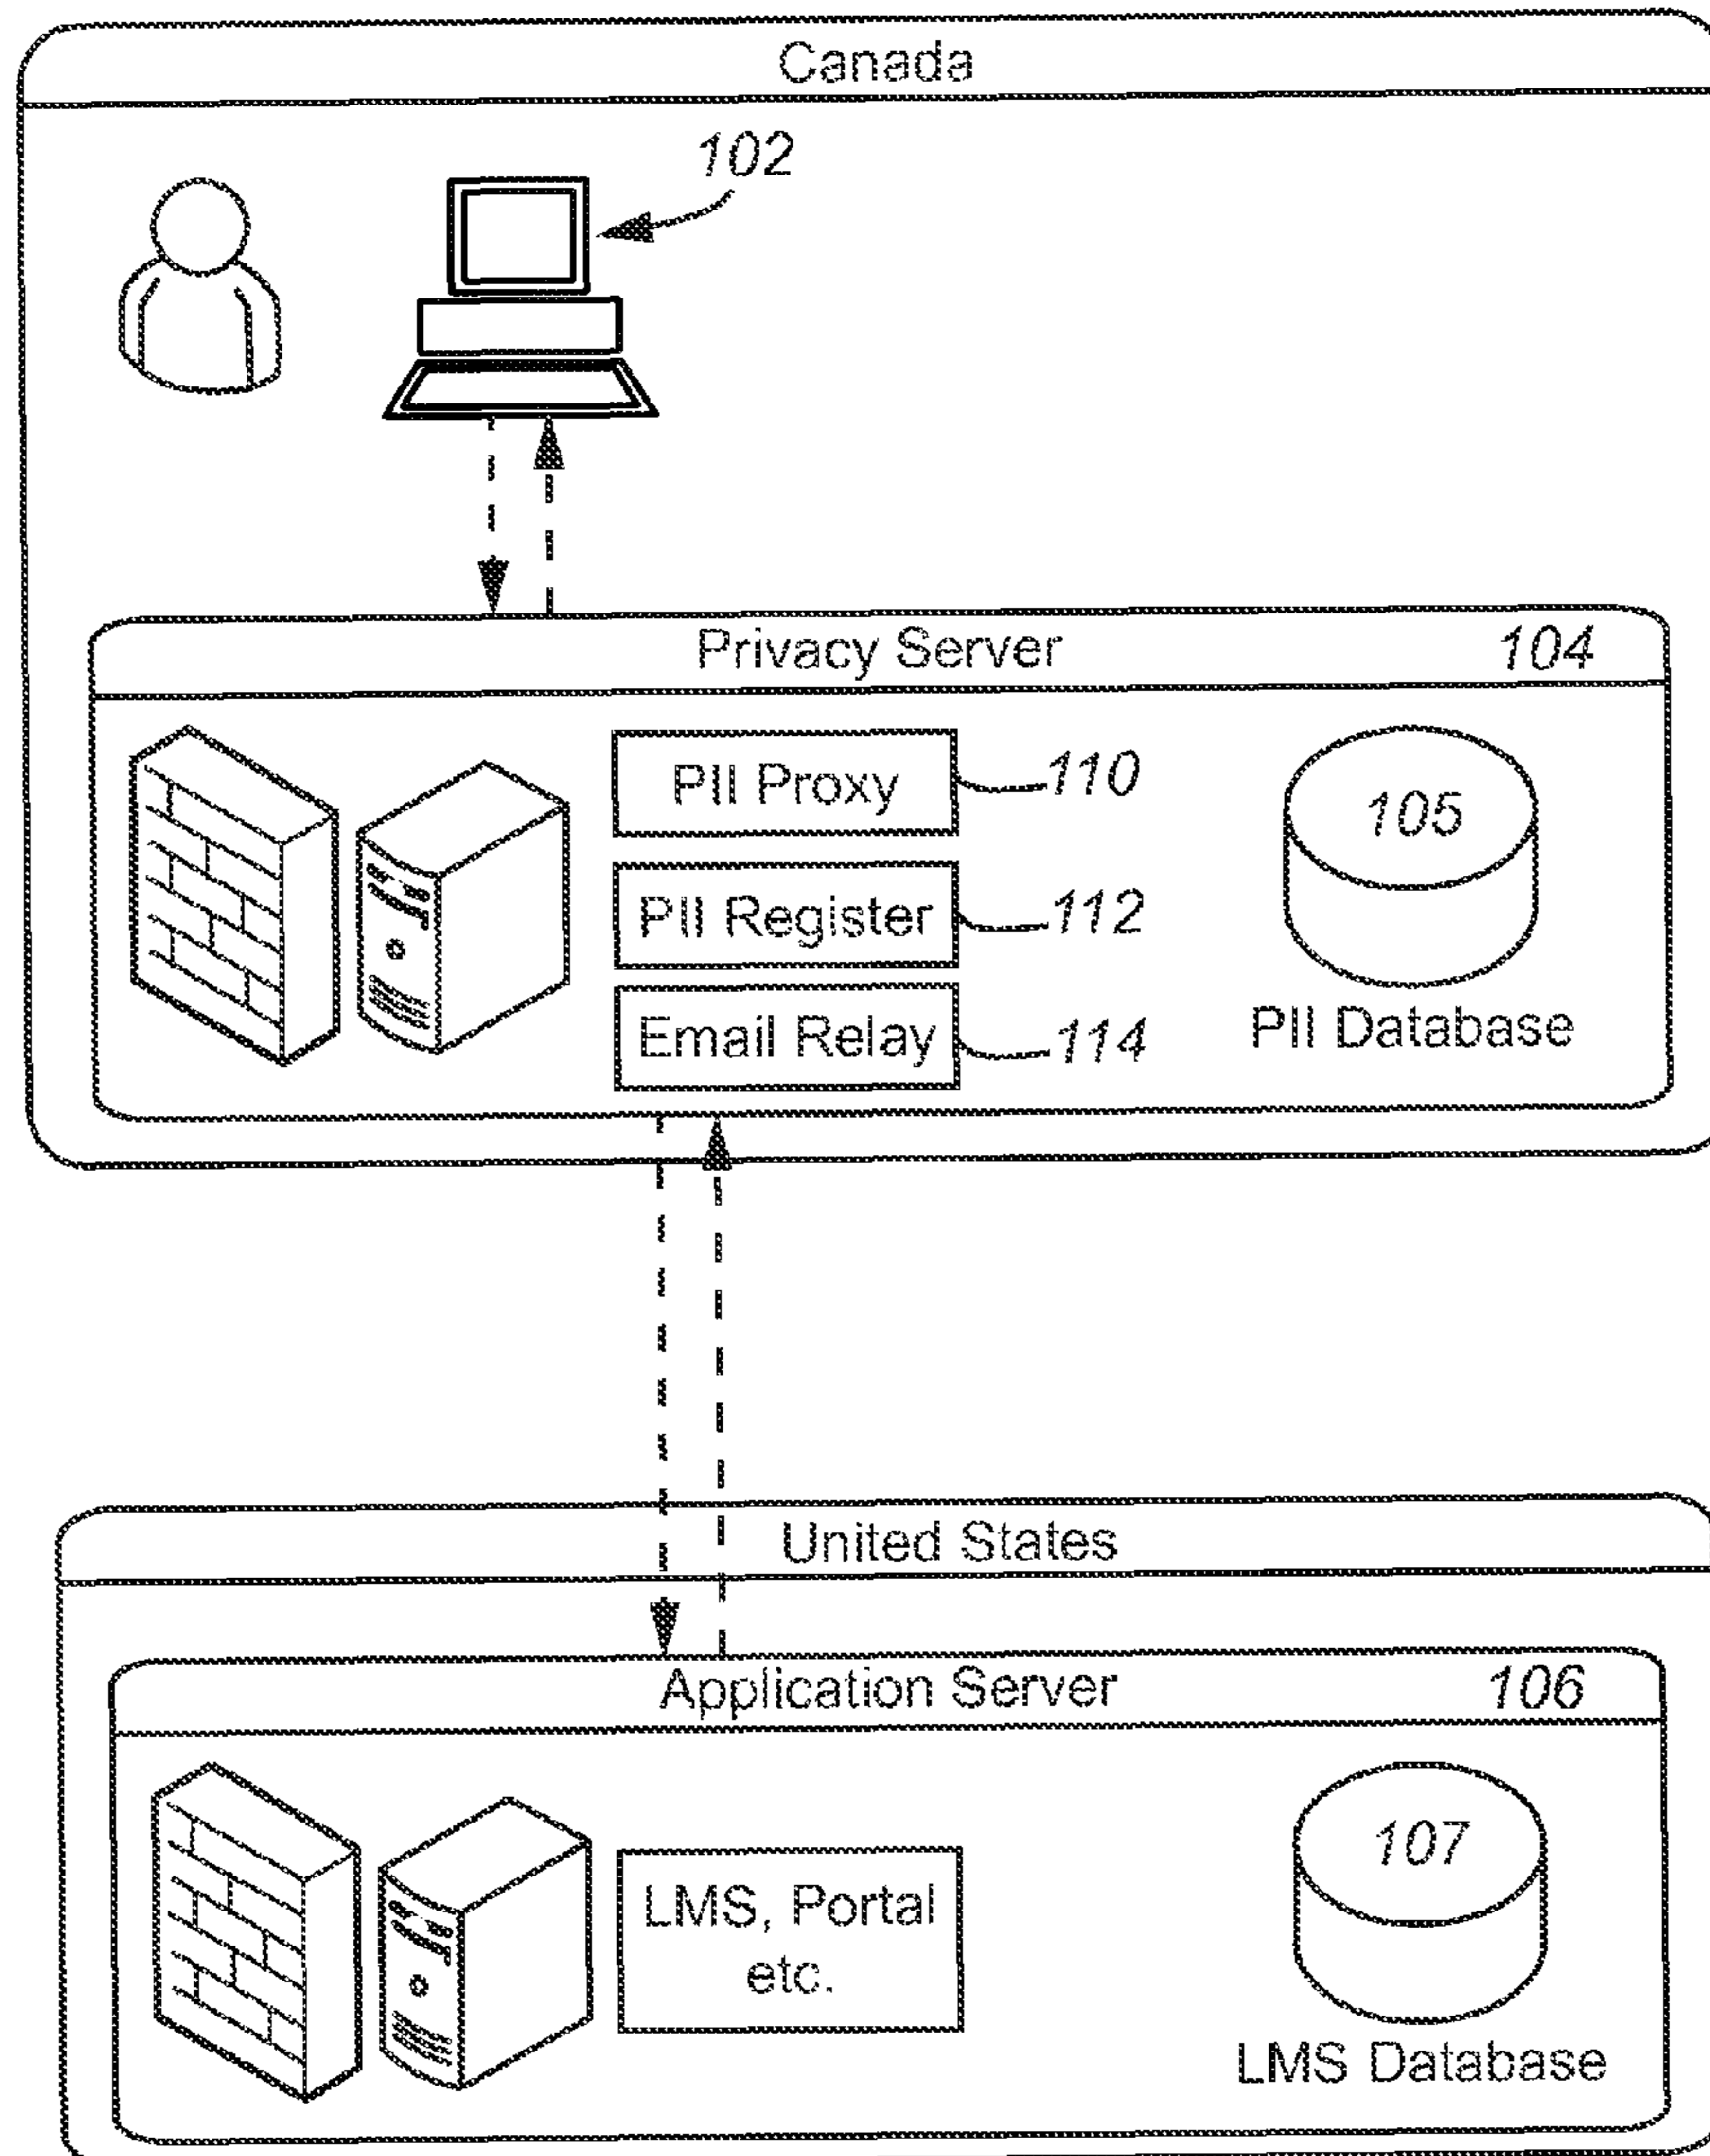 Canada
102
Privacy Server 104
PII Proxy 110
105
PII Register 112
Email Relay 114
PII Database
United States
Application Server 106
107
LMS, Portal
etc.
LMS Database